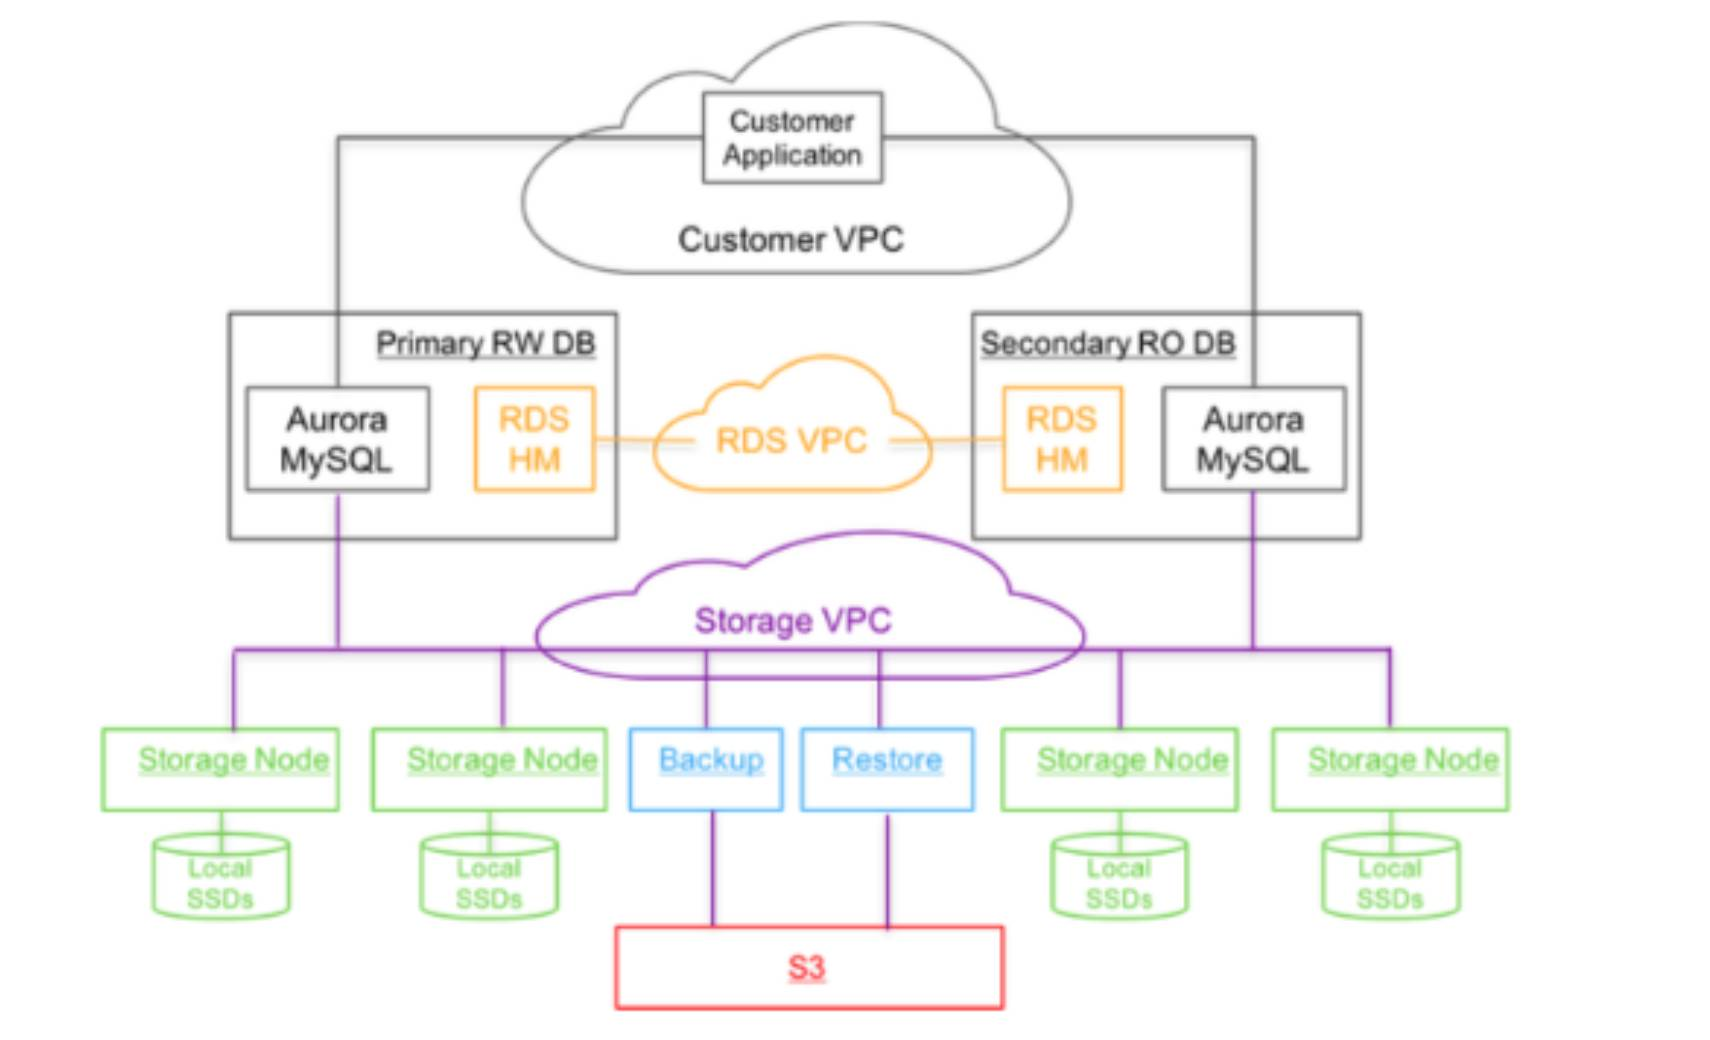 Customer
Application
Customer VPC
Primary RW DB
Aurora
MySQL
RDS
HM
RDS VPC
Secondary RO DB
RDS
HM
Aurora
MySQL
Storage VPC
Storage Node
Storage Node
Backup
Restore
Storage Node
Storage Node
Local
SSDs
Local
SSDs
Local
SSDs
Local
SSDs
S3